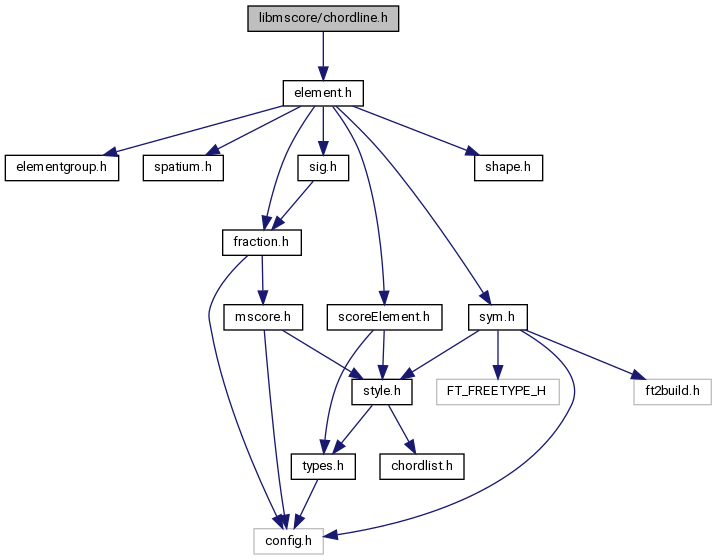 libmscore/chordline.h
element.h
elementgroup.h
spatium.h
sig.h
shape.h
fraction.h
mscore.h
scoreElement.h
sym.h
style.h
FT_FREETYPE_H
ft2build.h
types.h
chordlist.h
config.h